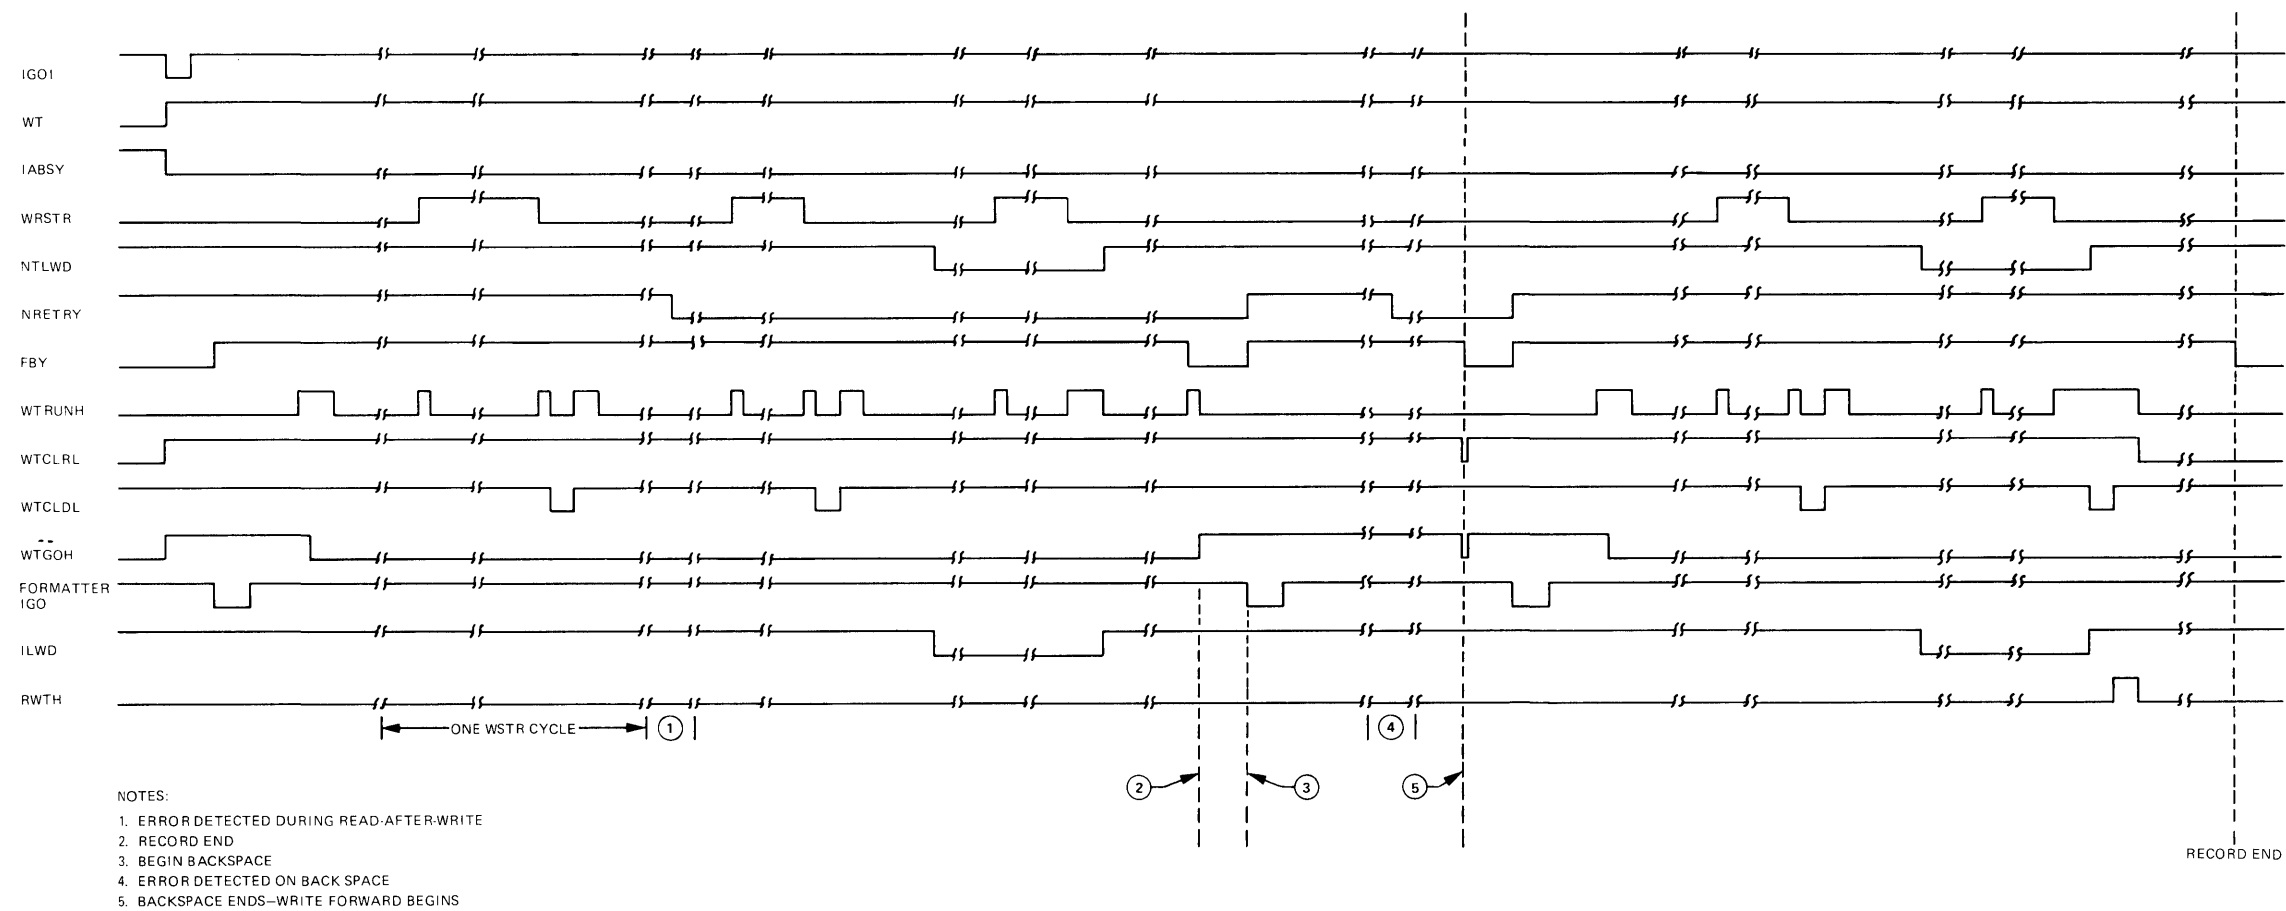 IGO1
WT
IABSY
WRSTR
NTLWD
NRETRY
FBY
WTRUNH
WTCLRL
WTCLDL
WTGOH
FORMATTER
IGO
ILWD
RWTH
ONE WSTR CYCLE
1
4
2
3
5
NOTES:
1. ERROR DETECTED DURING READ-AFTER-WRITE
2. RECORD END
3. BEGIN BACKSPACE
4. ERROR DETECTED ON BACK SPACE
5. BACKSPACE ENDS—WRITE FORWARD BEGINS
RECORD END